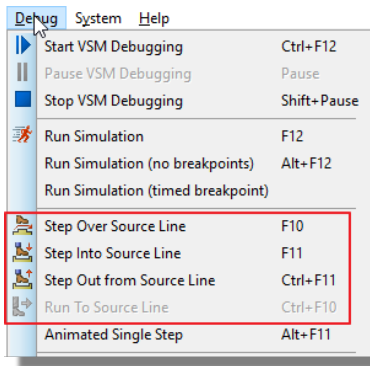 Debug System Help
Start VSM Debugging Ctrl+F12
Pause VSM Debugging Pause
Stop VSM Debugging Shift+Pause
Run Simulation F12
Run Simulation (no breakpoints) Alt+F12
Run Simulation (timed breakpoint)
Step Over Source Line F10
Step Into Source Line F11
Step Out from Source Line Ctrl+F11
Run To Source Line Ctrl+F10
Animated Single Step Alt+F11